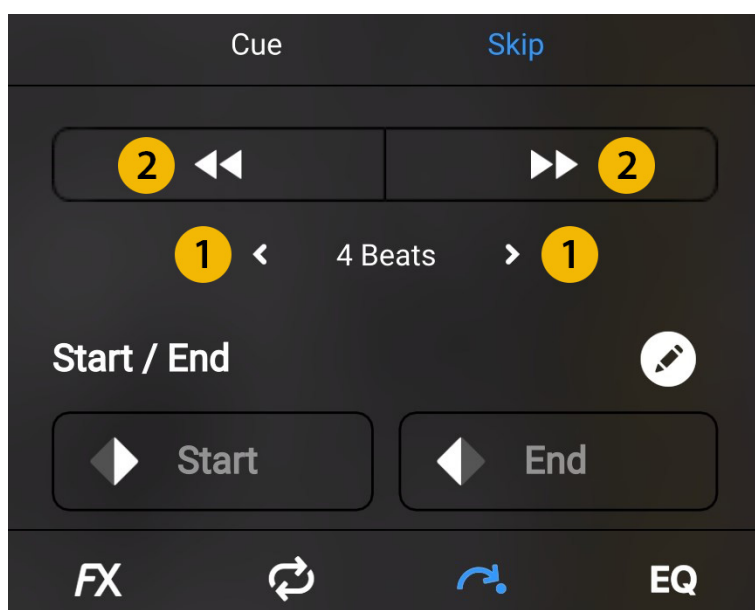 Cue Skip
2 2
1 4 Beats 1
Start / End
Start End
FX EQ